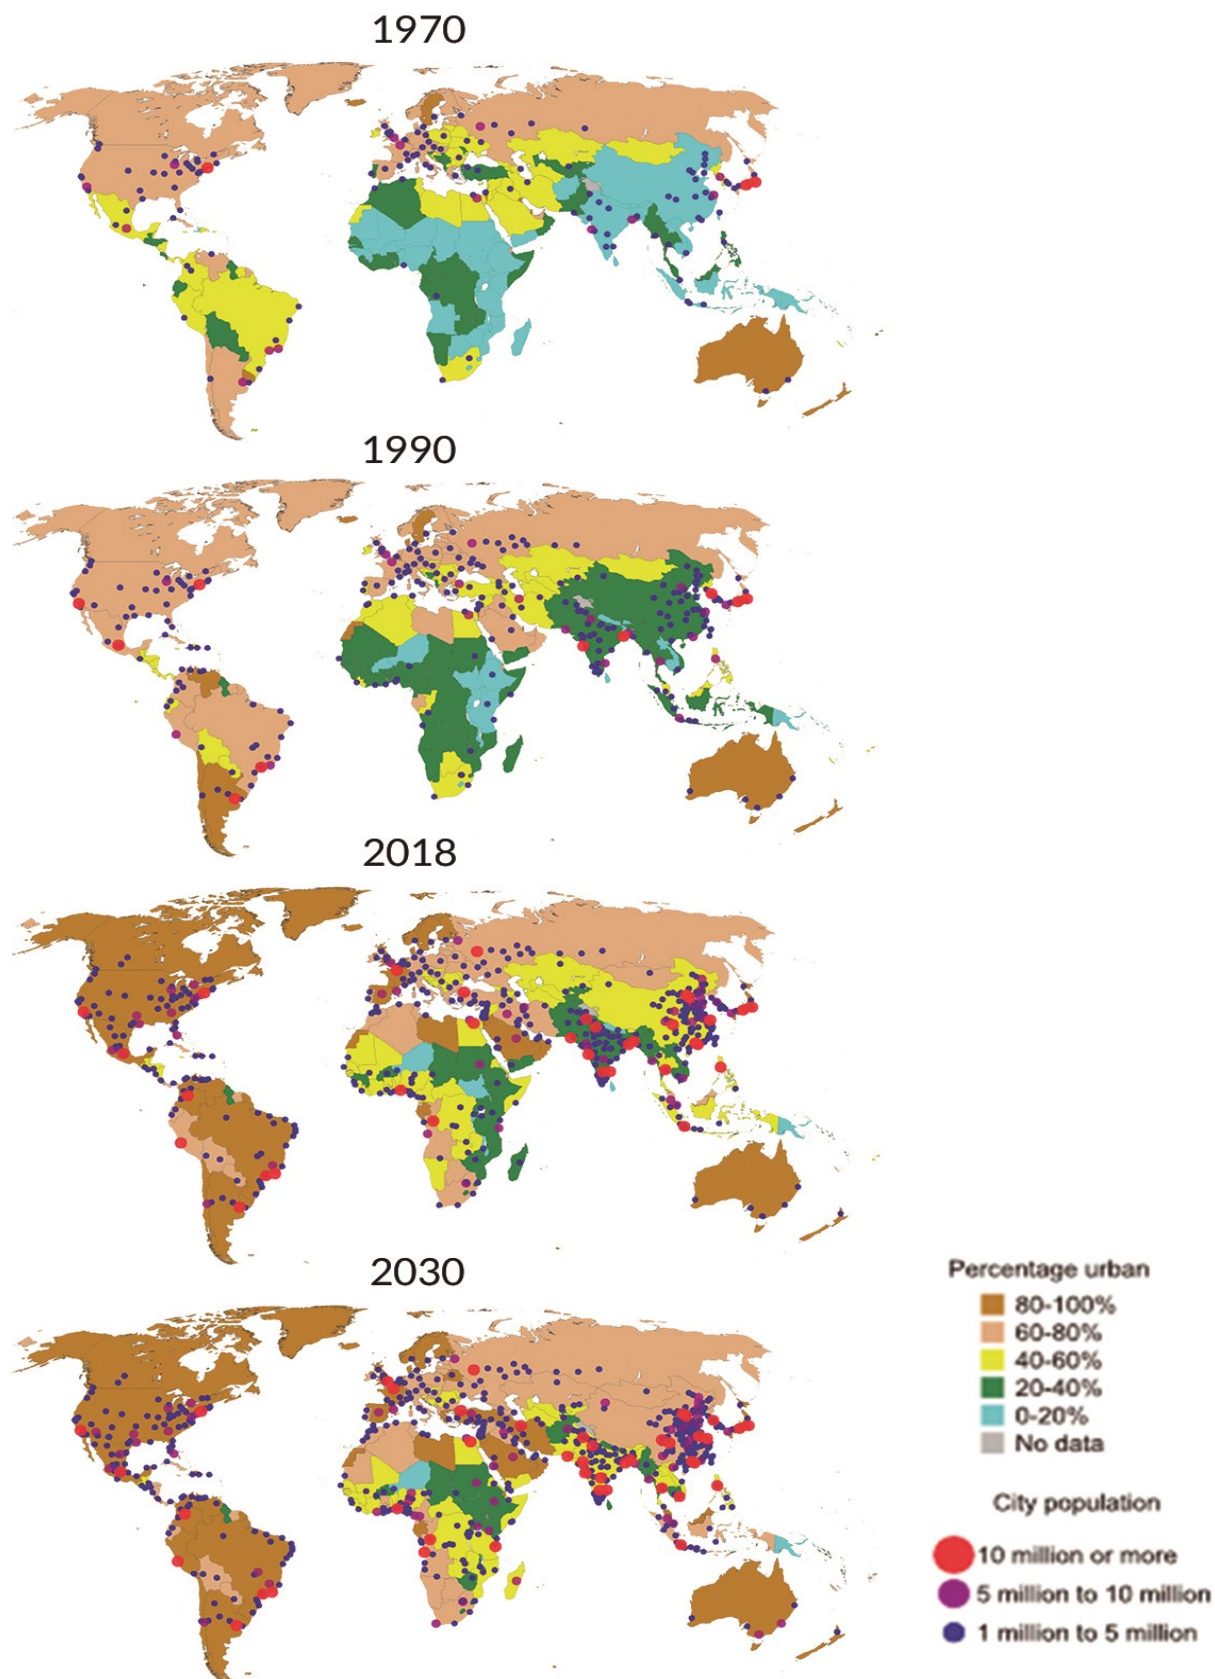 1970
1990
2018
2030
Percentage urban
80-100%
60-80%
40-60%
20-40%
0-20%
No data
City population
10 million or more
5 million to 10 million
1 million to 5 million